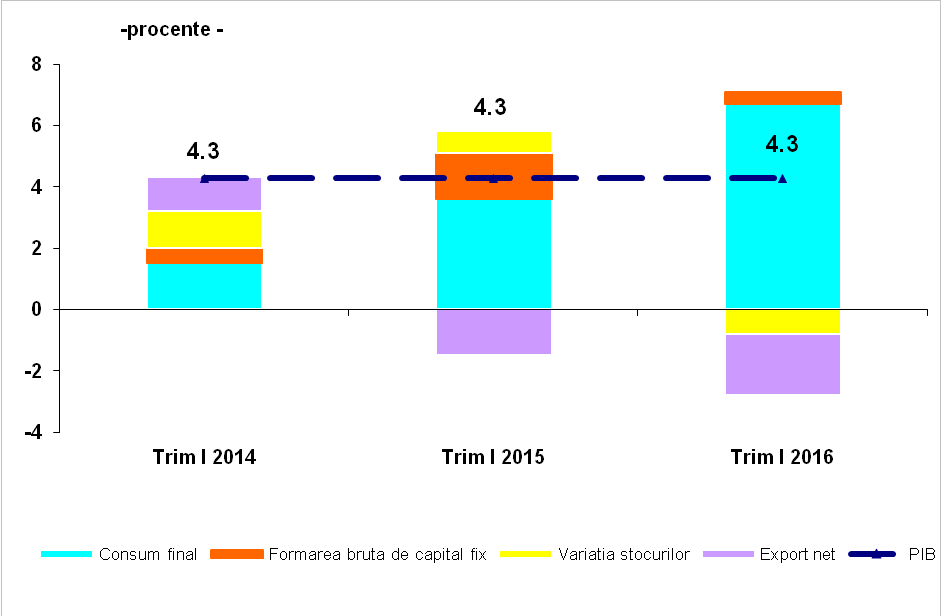 -procente -
8
6
4
2
0
-2
-4
4.3
4.3
4.3
Trim I 2014
Trim I 2015
Trim I 2016
Consum final
Formarea bruta de capital fix
Variatia stocurilor
Export net
PIB